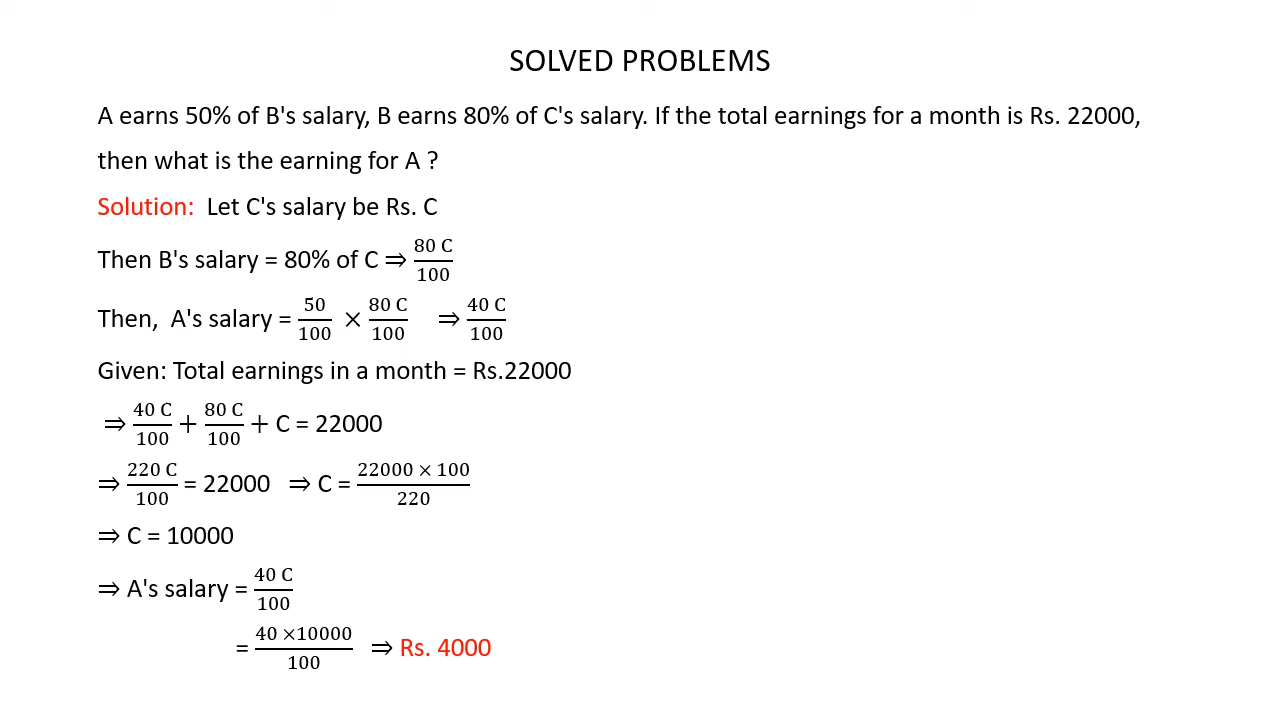 SOLVED PROBLEMS
A earns 50% of B's salary, B earns 80% of C's salary. If the total earnings for a month is Rs. 22000,
then what is the earning for A ?
Solution: Let C's salary be Rs. C
Then B's salary = 80% of C ⇒ 80 C/100
Then, A's salary = 50/100 × 80 C/100 ⇒ 40 C/100
Given: Total earnings in a month = Rs.22000
⇒ 40 C/100 + 80 C/100 + C = 22000
⇒ 220 C/100 = 22000 ⇒ C = 22000 × 100/220
⇒ C = 10000
⇒ A's salary = 40 C/100
= 40 ×10000/100 ⇒ Rs. 4000